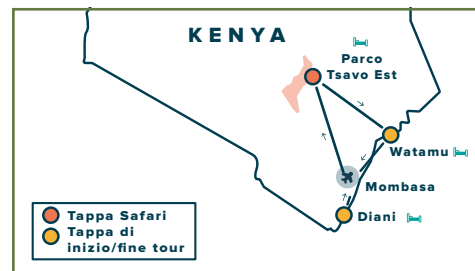 KENYA
Parco
Tsavo Est
Watamu
Mombasa
Diani
Tappa Safari
Tappa di
inizio/fine tour